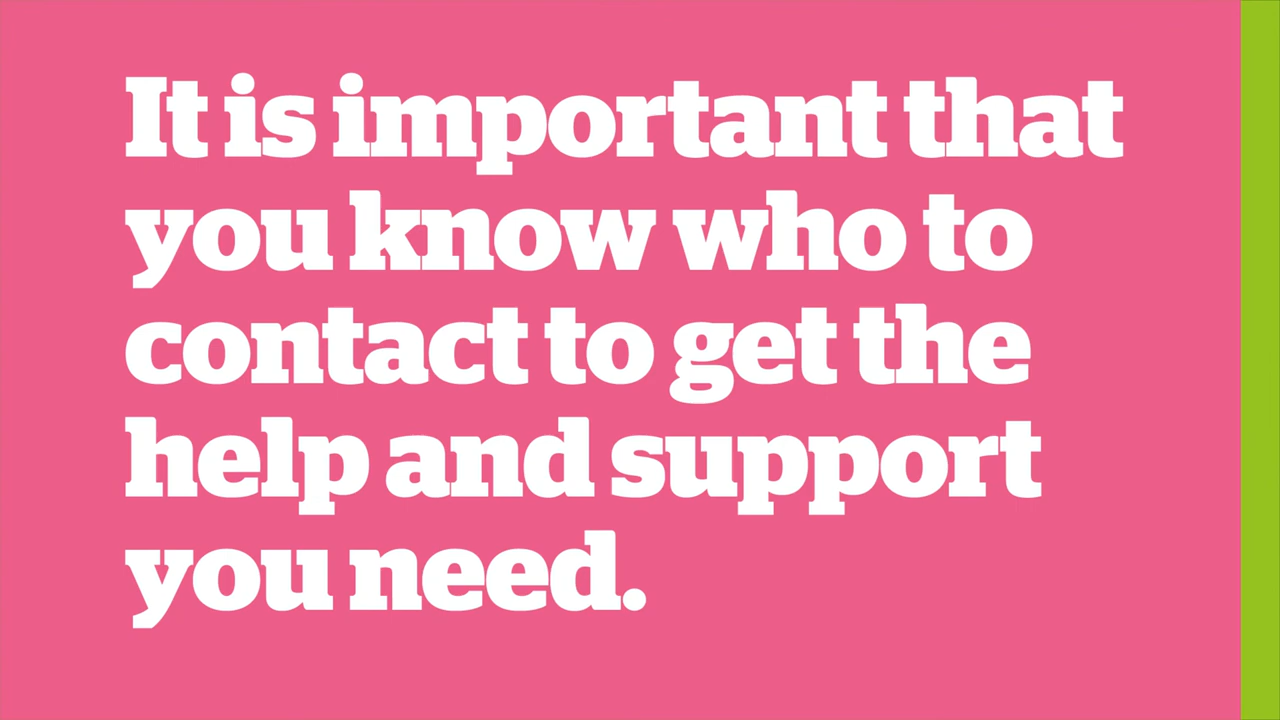 It is important that
you know who to
contact to get the
help and support
you need.